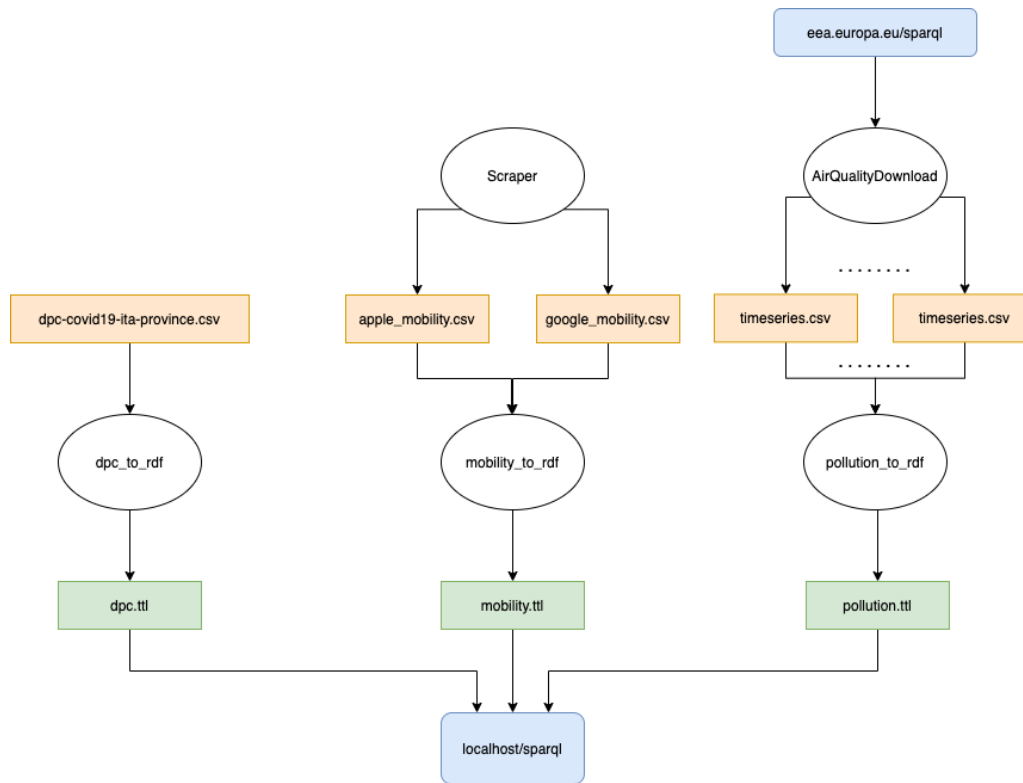 eea.europa.eu/sparql
Scraper
AirQualityDownload
........
dpc-covid19-ita-province.csv
apple_mobility.csv
google_mobility.csv
timeseries.csv
timeseries.csv
........
dpc_to_rdf
mobility_to_rdf
pollution_to_rdf
dpc.ttl
mobility.ttl
pollution.ttl
localhost/sparql